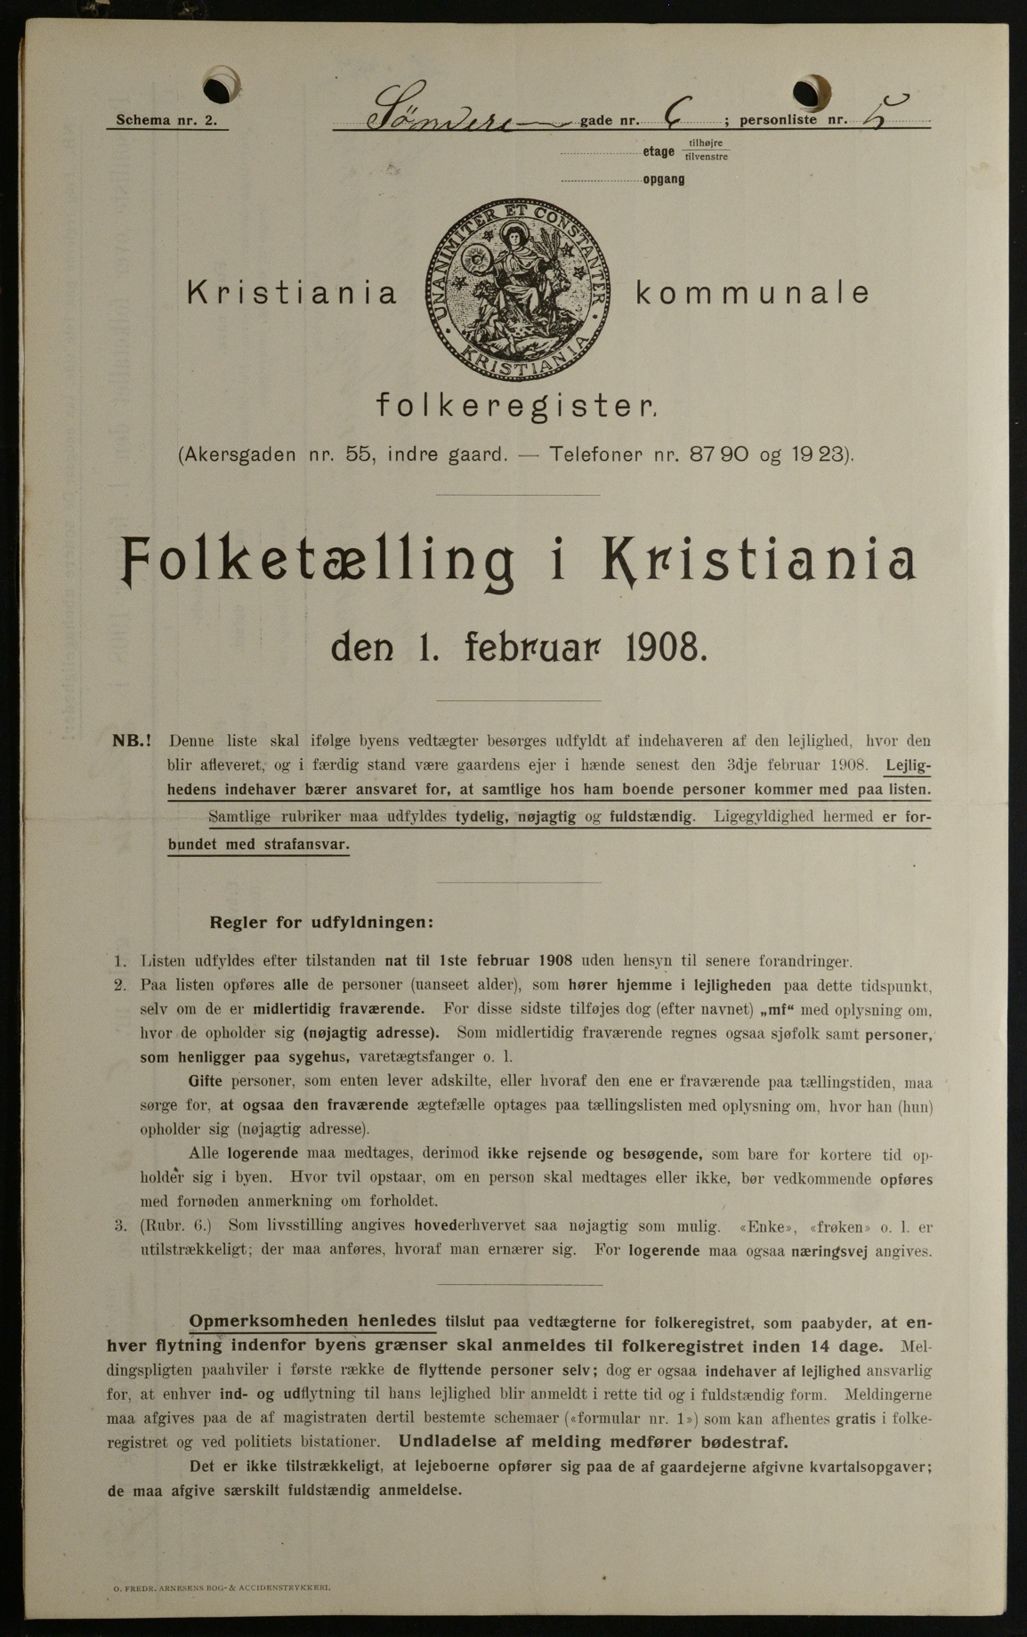 Schema nr. 2.
Søndre gade nr. 6 ; personliste nr. 5
etage tilhøjre
tilvenstre
opgang
UNANIMITER ET CONSTANTER
KRISTIANIA
Kristiania kommunale
folkeregister.
(Akersgaden nr. 55, indre gaard. — Telefoner nr. 87 90 og 19 23).
Folketælling i Kristiania
den 1. februar 1908.
NB.! Denne liste skal ifølge byens vedtægter besørges udfyldt af indehaveren af den lejlighed, hvor den
blir afleveret, og i færdig stand være gaardens ejer i hænde senest den 3dje februar 1908. Lejlig-
hedens indehaver bærer ansvaret for, at samtlige hos ham boende personer kommer med paa listen.
Samtlige rubriker maa udfyldes tydelig, nøjagtig og fuldstændig. Ligegyldighed hermed er for-
bundet med strafansvar.
Regler for udfyldningen:
1. Listen udfyldes efter tilstanden nat til 1ste februar 1908 uden hensyn til senere forandringer.
2. Paa listen opføres alle de personer (uanseet alder), som hører hjemme i lejligheden paa dette tidspunkt,
selv om de er midlertidig fraværende. For disse sidste tilføjes dog (efter navnet) „mf“ med oplysning om,
hvor de opholder sig (nøjagtig adresse). Som midlertidig fraværende regnes ogsaa sjøfolk samt personer,
som henligger paa sygehus, varetægtsfanger o. l.
Gifte personer, som enten lever adskilte, eller hvoraf den ene er fraværende paa tællingstiden, maa
sørge for, at ogsaa den fraværende ægtefælle optages paa tællingslisten med oplysning om, hvor han (hun)
opholder sig (nøjagtig adresse).
Alle logerende maa medtages, derimod ikke rejsende og besøgende, som bare for kortere tid op-
holder sig i byen. Hvor tvil opstaar, om en person skal medtages eller ikke, bør vedkommende opføres
med fornøden anmerkning om forholdet.
3. (Rubr. 6.) Som livsstilling angives hovederhvervet saa nøjagtig som mulig. «Enke», «frøken» o. l. er
utilstrækkeligt; der maa anføres, hvoraf man ernærer sig. For logerende maa ogsaa næringsvej angives.
Opmerksomheden henledes tilslut paa vedtægterne for folkeregistret, som paabyder, at en-
hver flytning indenfor byens grænser skal anmeldes til folkeregistret inden 14 dage. Mel-
dingspligten paahviler i første række de flyttende personer selv; dog er ogsaa indehaver af lejlighed ansvarlig
for, at enhver ind- og udflytning til hans lejlighed blir anmeldt i rette tid og i fuldstændig form. Meldingerne
maa afgives paa de af magistraten dertil bestemte schemaer («formular nr. 1») som kan afhentes gratis i folke-
registret og ved politiets bistationer. Undladelse af melding medfører bødestraf.
Det er ikke tilstrækkeligt, at lejeboerne opfører sig paa de af gaardejerne afgivne kvartalsopgaver;
de maa afgive særskilt fuldstændig anmeldelse.
O. FREDR. ARNESENS BOG- & ACCIDENSTRYKKERI.